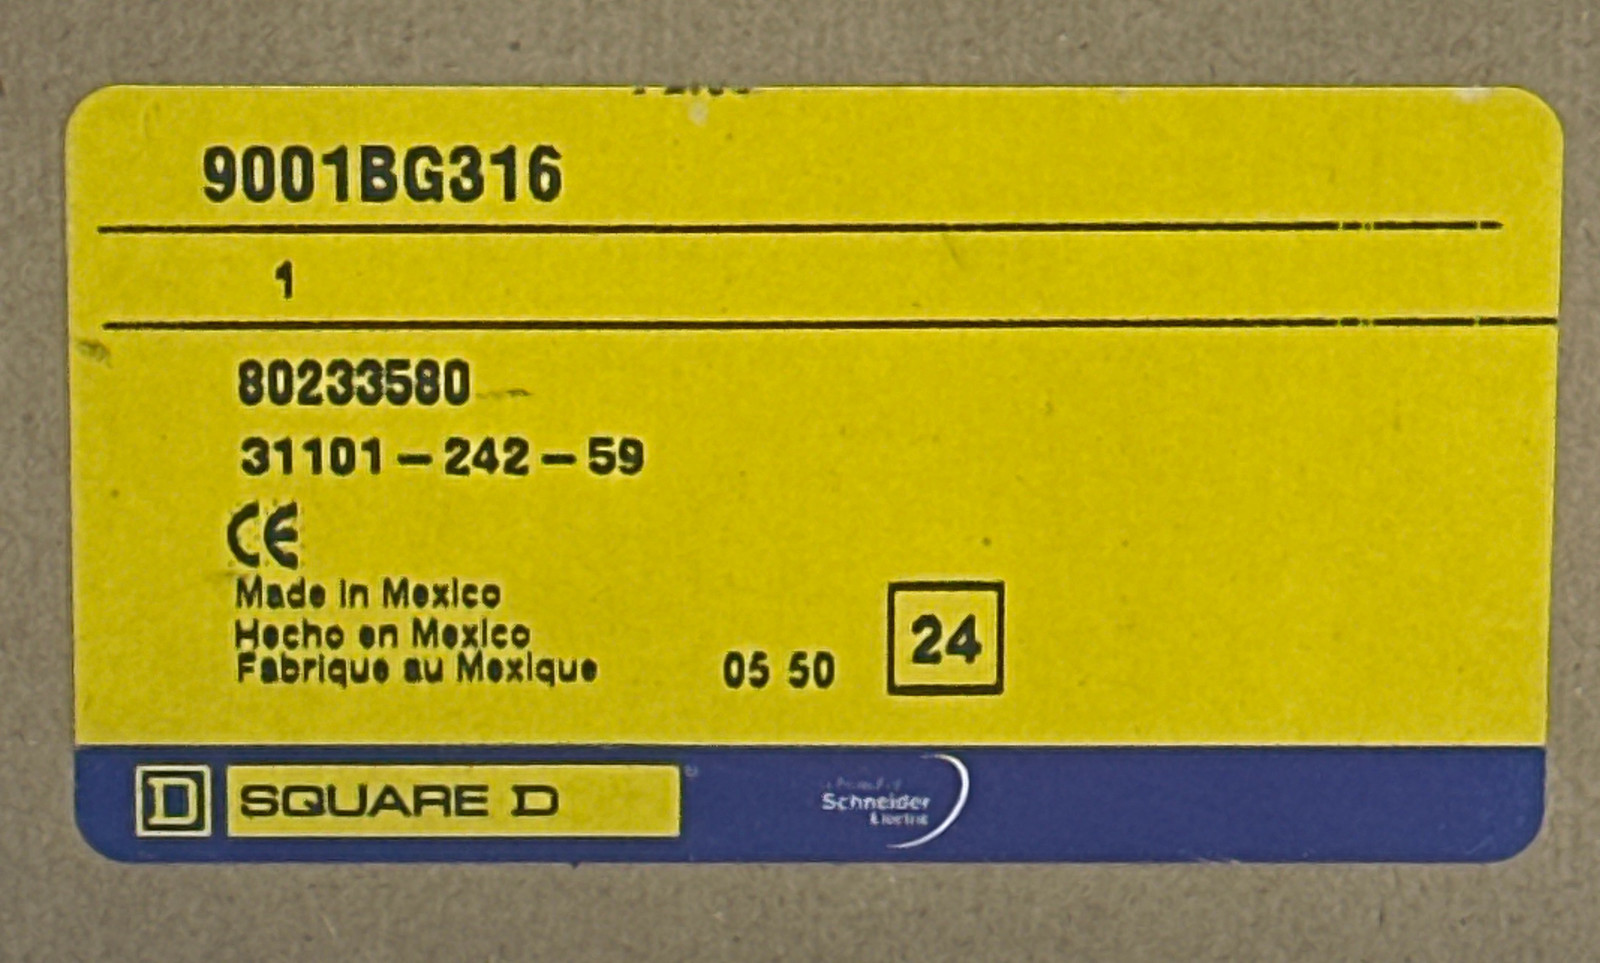 9001BG316
1
80233580
31101-242-59
CE
Made in Mexico
Hecho en Mexico
Fabrique au Mexique
05 50
24
D SQUARE D
Schneider
Electric